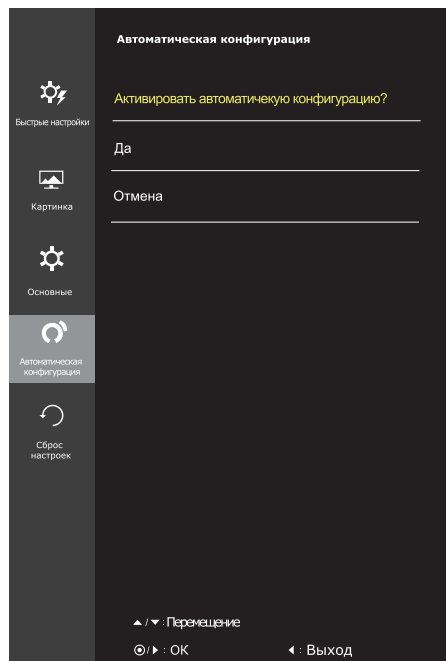 Автоматическая конфигурация
Быстрые настройки
Активировать автоматичекую конфигурацию?
Да
Картинка
Отмена
Основные
Автоматическая
конфигурация
Сброс
настроек
▲ / ▼ : Перемещение
◉/▶ : OK ◀ : Выход